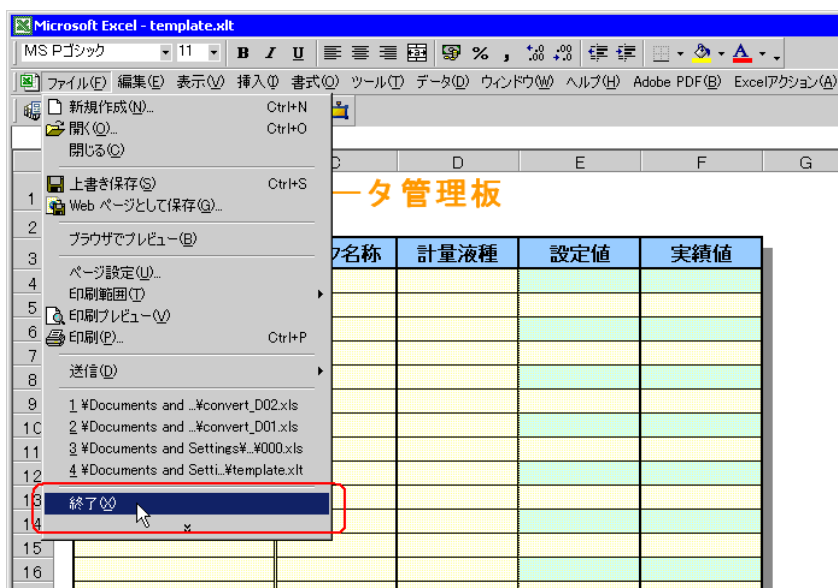 Microsoft Excel - template.xlt
MS Pゴシック 11 B I U % ,
ファイル(F) 編集(E) 表示(V) 挿入(I) 書式(O) ツール(T) データ(D) ウィンドウ(W) ヘルプ(H) Adobe PDF(B) Excelアクション(A)
新規作成(N)... Ctrl+N
開く(O)... Ctrl+O
閉じる(C)
上書き保存(S) Ctrl+S
Web ページとして保存(G)...
ブラウザでプレビュー(B)
ページ設定(U)...
印刷範囲(T)
印刷プレビュー(V)
印刷(P)... Ctrl+P
送信(D)
1 ¥Documents and ...¥convert_D02.xls
2 ¥Documents and ...¥convert_D01.xls
3 ¥Documents and Settings¥...¥000.xls
4 ¥Documents and Setti...¥template.xlt
終了(X)
D E F G
ータ管理板
名称 計量液種 設定値 実績値
1
2
3
4
5
6
7
8
9
10
11
12
13
14
15
16